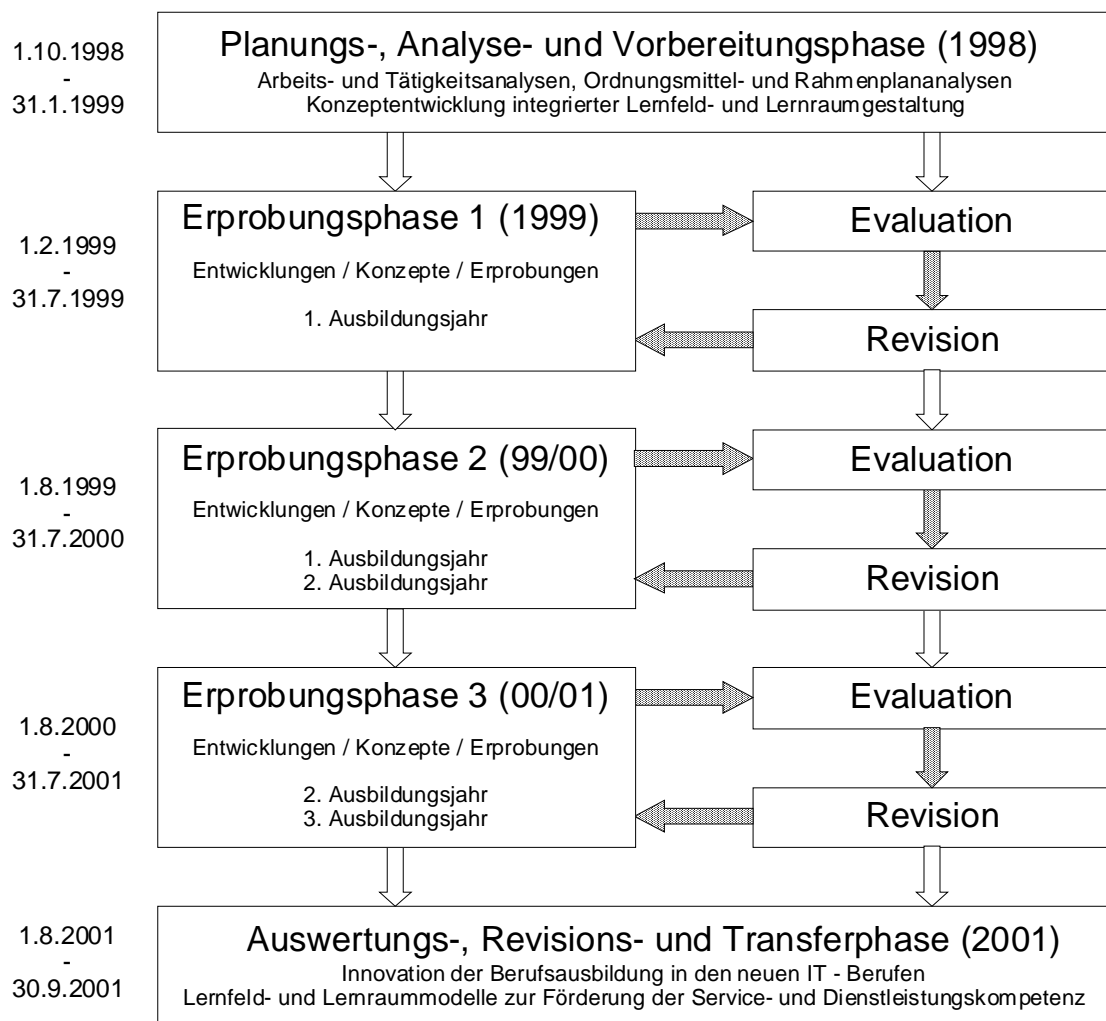 1.10.1998
-
31.1.1999
Planungs-, Analyse- und Vorbereitungsphase (1998)
Arbeits- und Tätigkeitsanalysen, Ordnungsmittel- und Rahmenplananalysen
Konzeptentwicklung integrierter Lernfeld- und Lernraumgestaltung
1.2.1999
-
31.7.1999
Erprobungsphase 1 (1999)
Entwicklungen / Konzepte / Erprobungen
1. Ausbildungsjahr
Evaluation
Revision
1.8.1999
-
31.7.2000
Erprobungsphase 2 (99/00)
Entwicklungen / Konzepte / Erprobungen
1. Ausbildungsjahr
2. Ausbildungsjahr
Evaluation
Revision
1.8.2000
-
31.7.2001
Erprobungsphase 3 (00/01)
Entwicklungen / Konzepte / Erprobungen
2. Ausbildungsjahr
3. Ausbildungsjahr
Evaluation
Revision
1.8.2001
-
30.9.2001
Auswertungs-, Revisions- und Transferphase (2001)
Innovation der Berufsausbildung in den neuen IT - Berufen
Lernfeld- und Lernraummodelle zur Förderung der Service- und Dienstleistungskompetenz